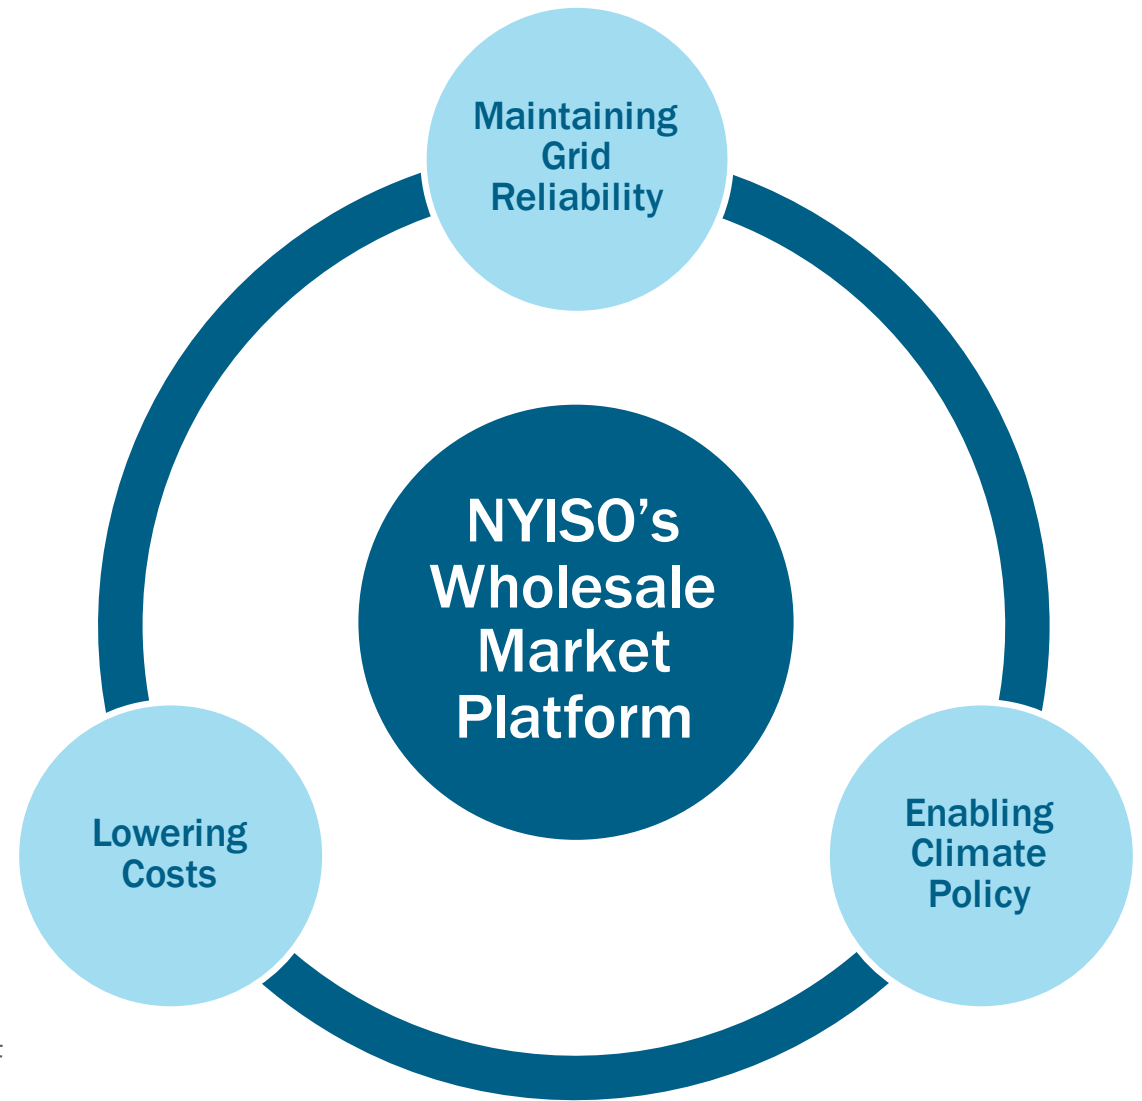 Maintaining
Grid
Reliability
NYISO’s
Wholesale
Market
Platform
Lowering
Costs
Enabling
Climate
Policy